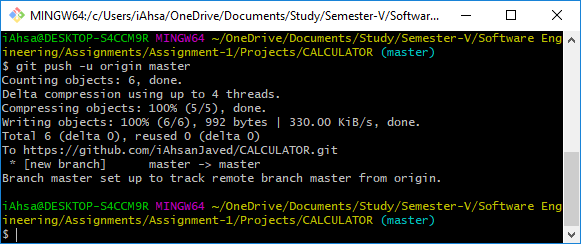 MINGW64:/c/Users/iAhsa/OneDrive/Documents/Study/Semester-V/Software...
iAhsa@DESKTOP-S4CCM9R MINGW64 ~/OneDrive/Documents/Study/Semester-V/Software Eng
ineering/Assignments/Assignment-1/Projects/CALCULATOR (master)
$ git push -u origin master
Counting objects: 6, done.
Delta compression using up to 4 threads.
Compressing objects: 100% (5/5), done.
Writing objects: 100% (6/6), 992 bytes | 330.00 KiB/s, done.
Total 6 (delta 0), reused 0 (delta 0)
To https://github.com/iAhsanJaved/CALCULATOR.git
 * [new branch]      master -> master
Branch master set up to track remote branch master from origin.
iAhsa@DESKTOP-S4CCM9R MINGW64 ~/OneDrive/Documents/Study/Semester-V/Software Eng
ineering/Assignments/Assignment-1/Projects/CALCULATOR (master)
$